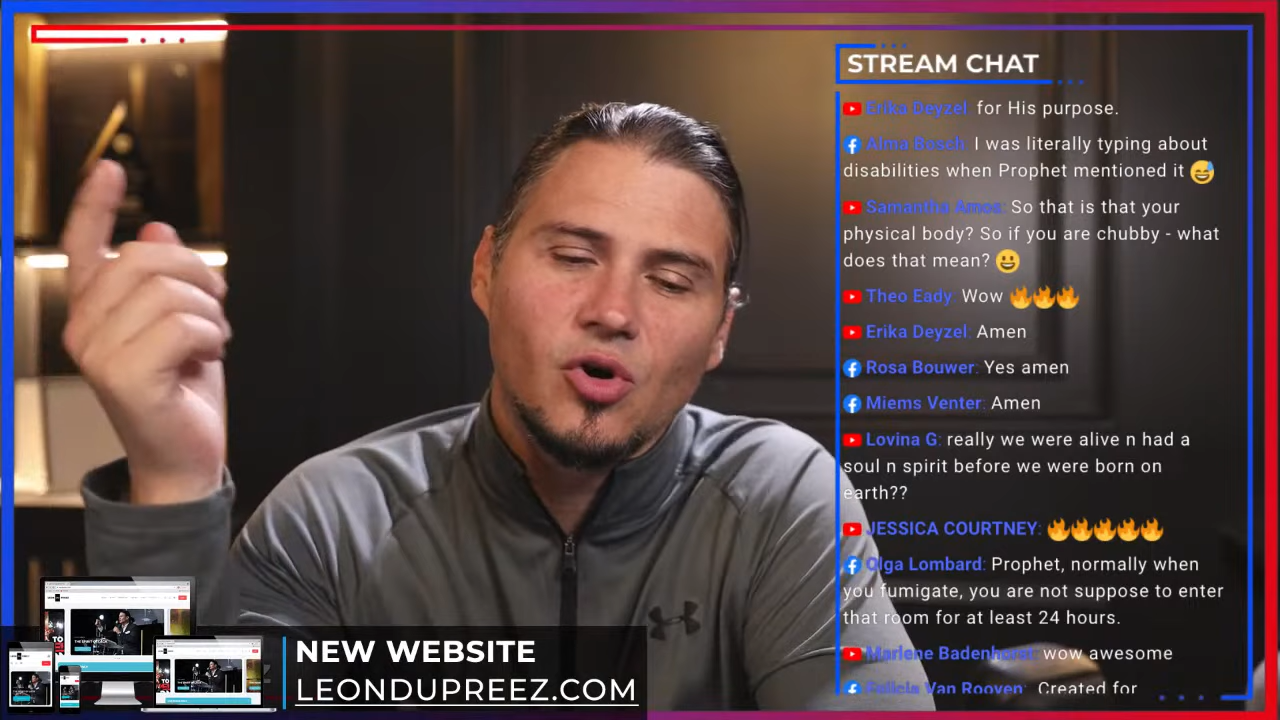 STREAM CHAT
Erika Deyzel: for His purpose.
Alma Bosch: I was literally typing about
disabilities when Prophet mentioned it 😅
Samantha Amos: So that is that your
physical body? So if you are chubby - what
does that mean? 😀
Theo Eady: Wow 🔥🔥🔥
Erika Deyzel: Amen
Rosa Bouwer: Yes amen
Miems Venter: Amen
Lovina G: really we were alive n had a
soul n spirit before we were born on
earth??
JESSICA COURTNEY: 🔥🔥🔥🔥🔥
Olga Lombard: Prophet, normally when
you fumigate, you are not suppose to enter
that room for at least 24 hours.
Marlene Badenhorst: wow awesome
Felicia Van Rooyen: Created for
NEW WEBSITE
LEONDUPREEZ.COM